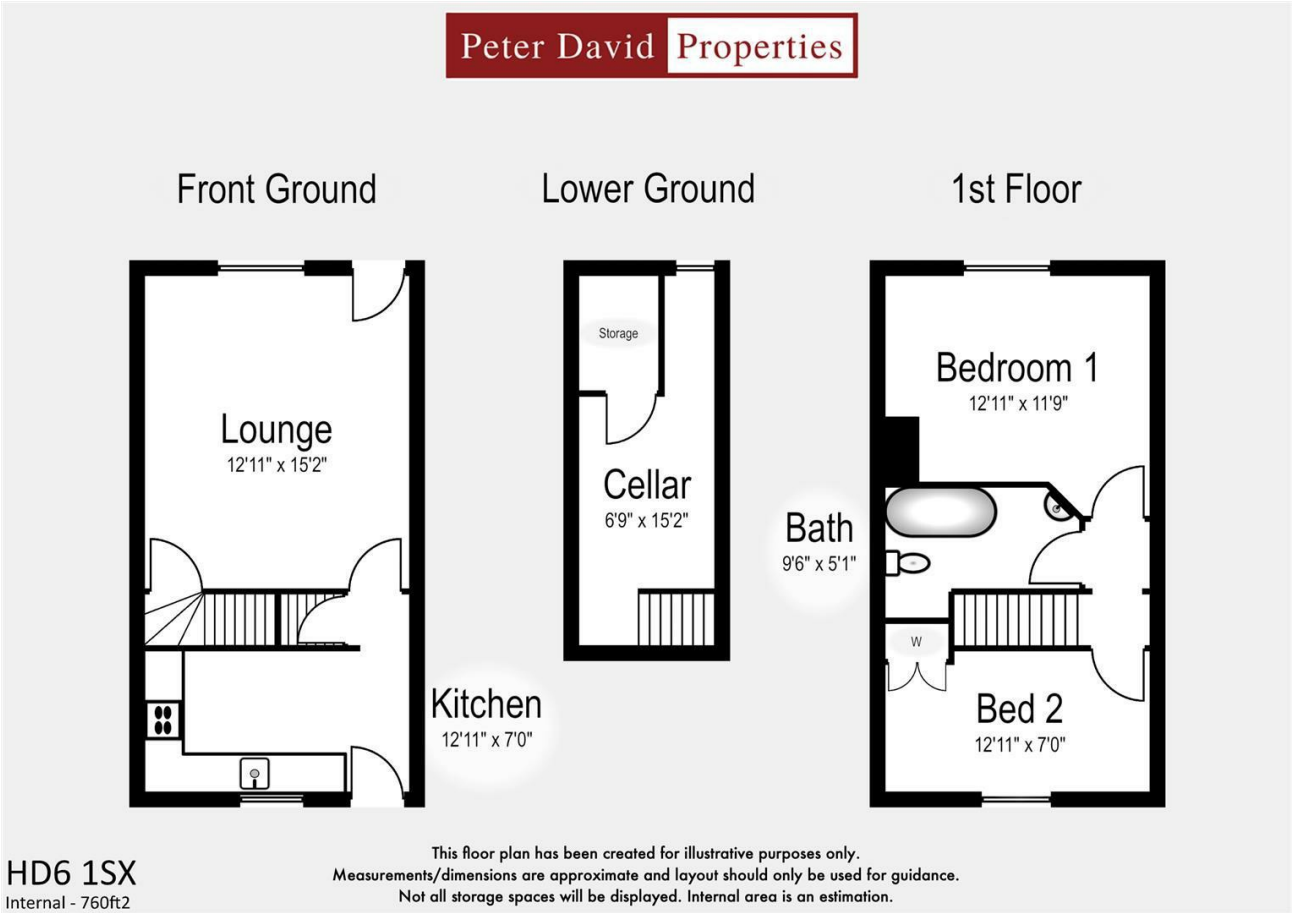 Peter David Properties
Front Ground
Lower Ground
1st Floor
Lounge
12'11" x 15'2"
Kitchen
12'11" x 7'0"
Storage
Cellar
6'9" x 15'2"
Bedroom 1
12'11" x 11'9"
Bath
9'6" x 5'1"
W
Bed 2
12'11" x 7'0"
HD6 1SX
Internal - 760ft2
This floor plan has been created for illustrative purposes only.
Measurements/dimensions are approximate and layout should only be used for guidance.
Not all storage spaces will be displayed. Internal area is an estimation.